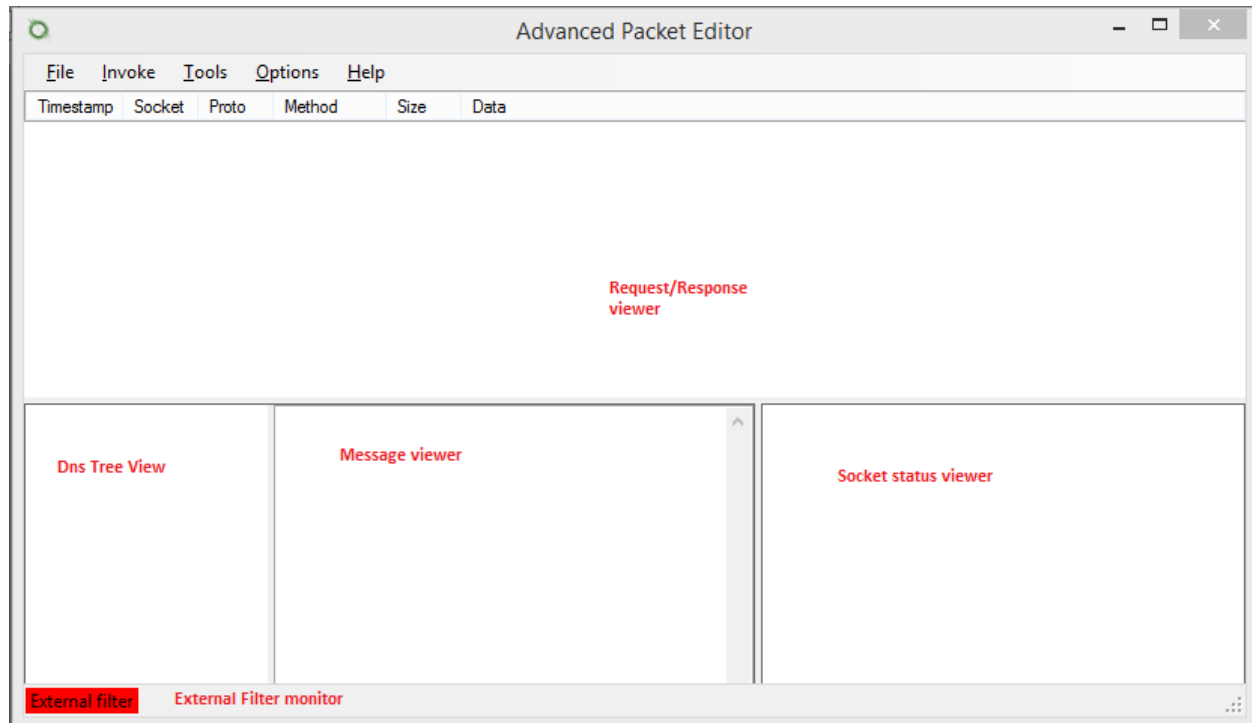 Advanced Packet Editor
File Invoke Tools Options Help
Timestamp Socket Proto Method Size Data
Request/Response
viewer
Dns Tree View
Message viewer
Socket status viewer
External filter
External Filter monitor